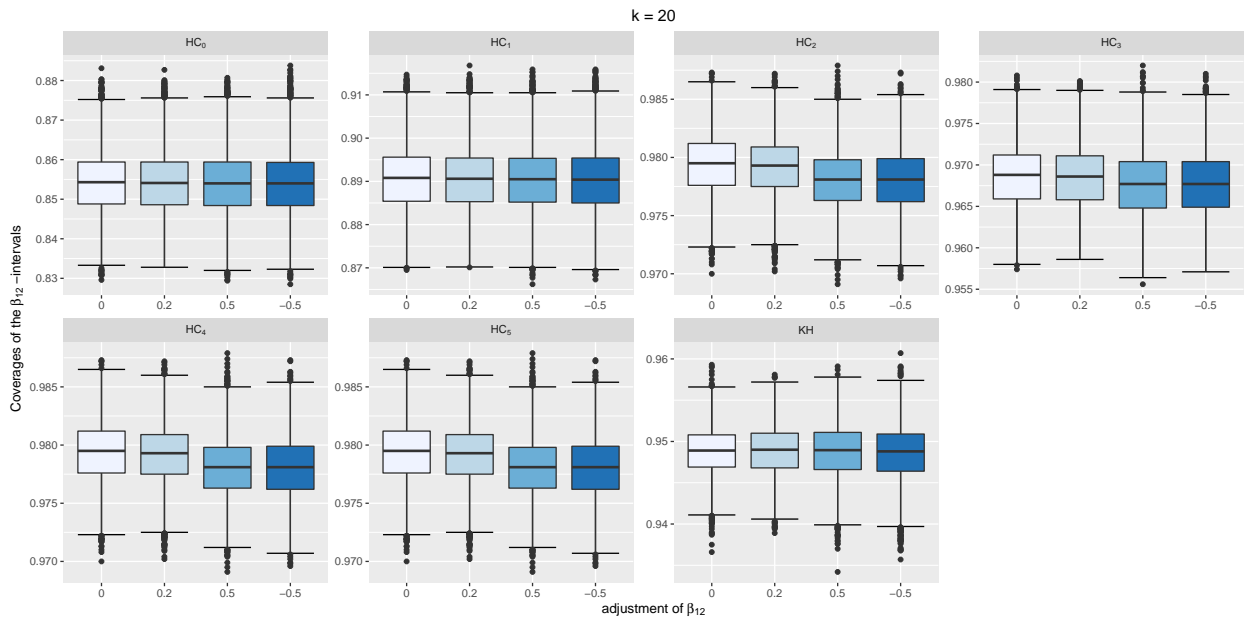 k = 20
Coverages of the β₁₂ −intervals
HC₀
0.88
0.87
0.86
0.85
0.84
0.83
0 0.2 0.5 −0.5
HC₁
0.91
0.90
0.89
0.88
0.87
0 0.2 0.5 −0.5
HC₂
0.985
0.980
0.975
0.970
0 0.2 0.5 −0.5
HC₃
0.980
0.975
0.970
0.965
0.960
0.955
0 0.2 0.5 −0.5
HC₄
0.985
0.980
0.975
0.970
0 0.2 0.5 −0.5
HC₅
0.985
0.980
0.975
0.970
0 0.2 0.5 −0.5
KH
0.96
0.95
0.94
0 0.2 0.5 −0.5
adjustment of β₁₂